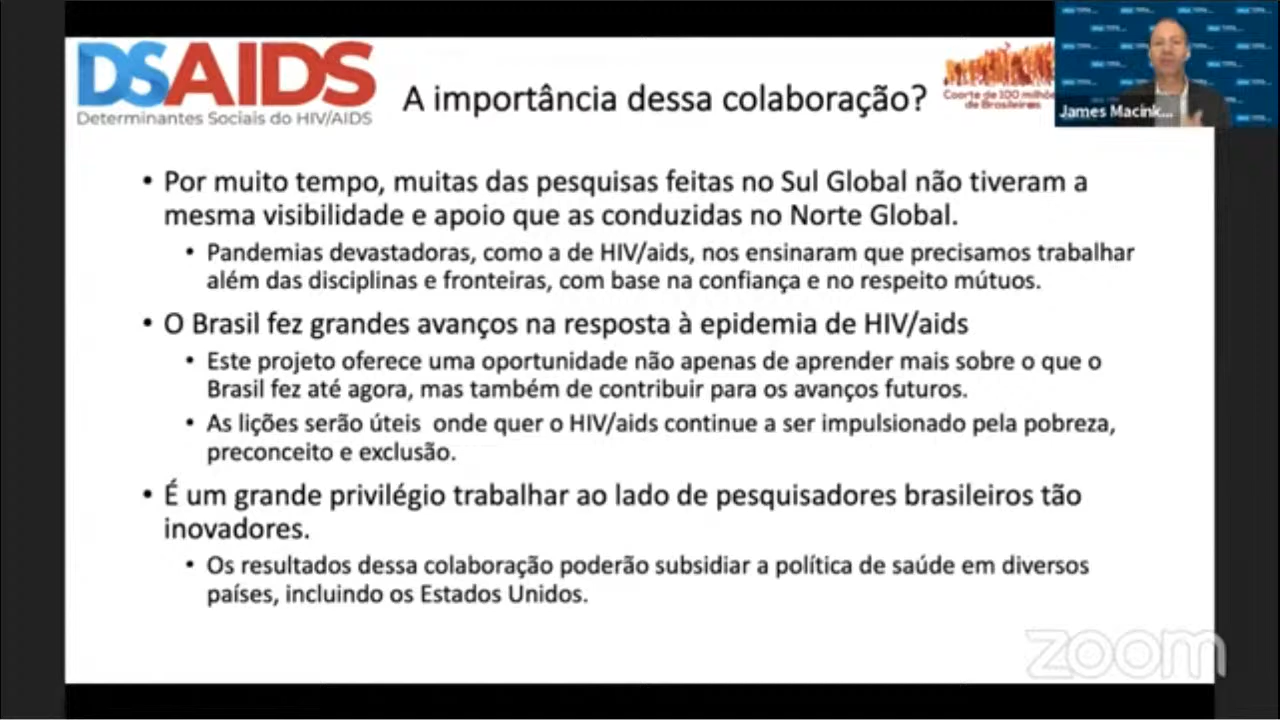 DSAIDS
Determinantes Sociais do HIV/AIDS
A importância dessa colaboração?
Coorte de 100 milhõe
de Brasileiros
James Macink...
• Por muito tempo, muitas das pesquisas feitas no Sul Global não tiveram a
mesma visibilidade e apoio que as conduzidas no Norte Global.
• Pandemias devastadoras, como a de HIV/aids, nos ensinaram que precisamos trabalhar
além das disciplinas e fronteiras, com base na confiança e no respeito mútuos.
• O Brasil fez grandes avanços na resposta à epidemia de HIV/aids
• Este projeto oferece uma oportunidade não apenas de aprender mais sobre o que o
Brasil fez até agora, mas também de contribuir para os avanços futuros.
• As lições serão úteis onde quer o HIV/aids continue a ser impulsionado pela pobreza,
preconceito e exclusão.
• É um grande privilégio trabalhar ao lado de pesquisadores brasileiros tão
inovadores.
• Os resultados dessa colaboração poderão subsidiar a política de saúde em diversos
países, incluindo os Estados Unidos.
zoom